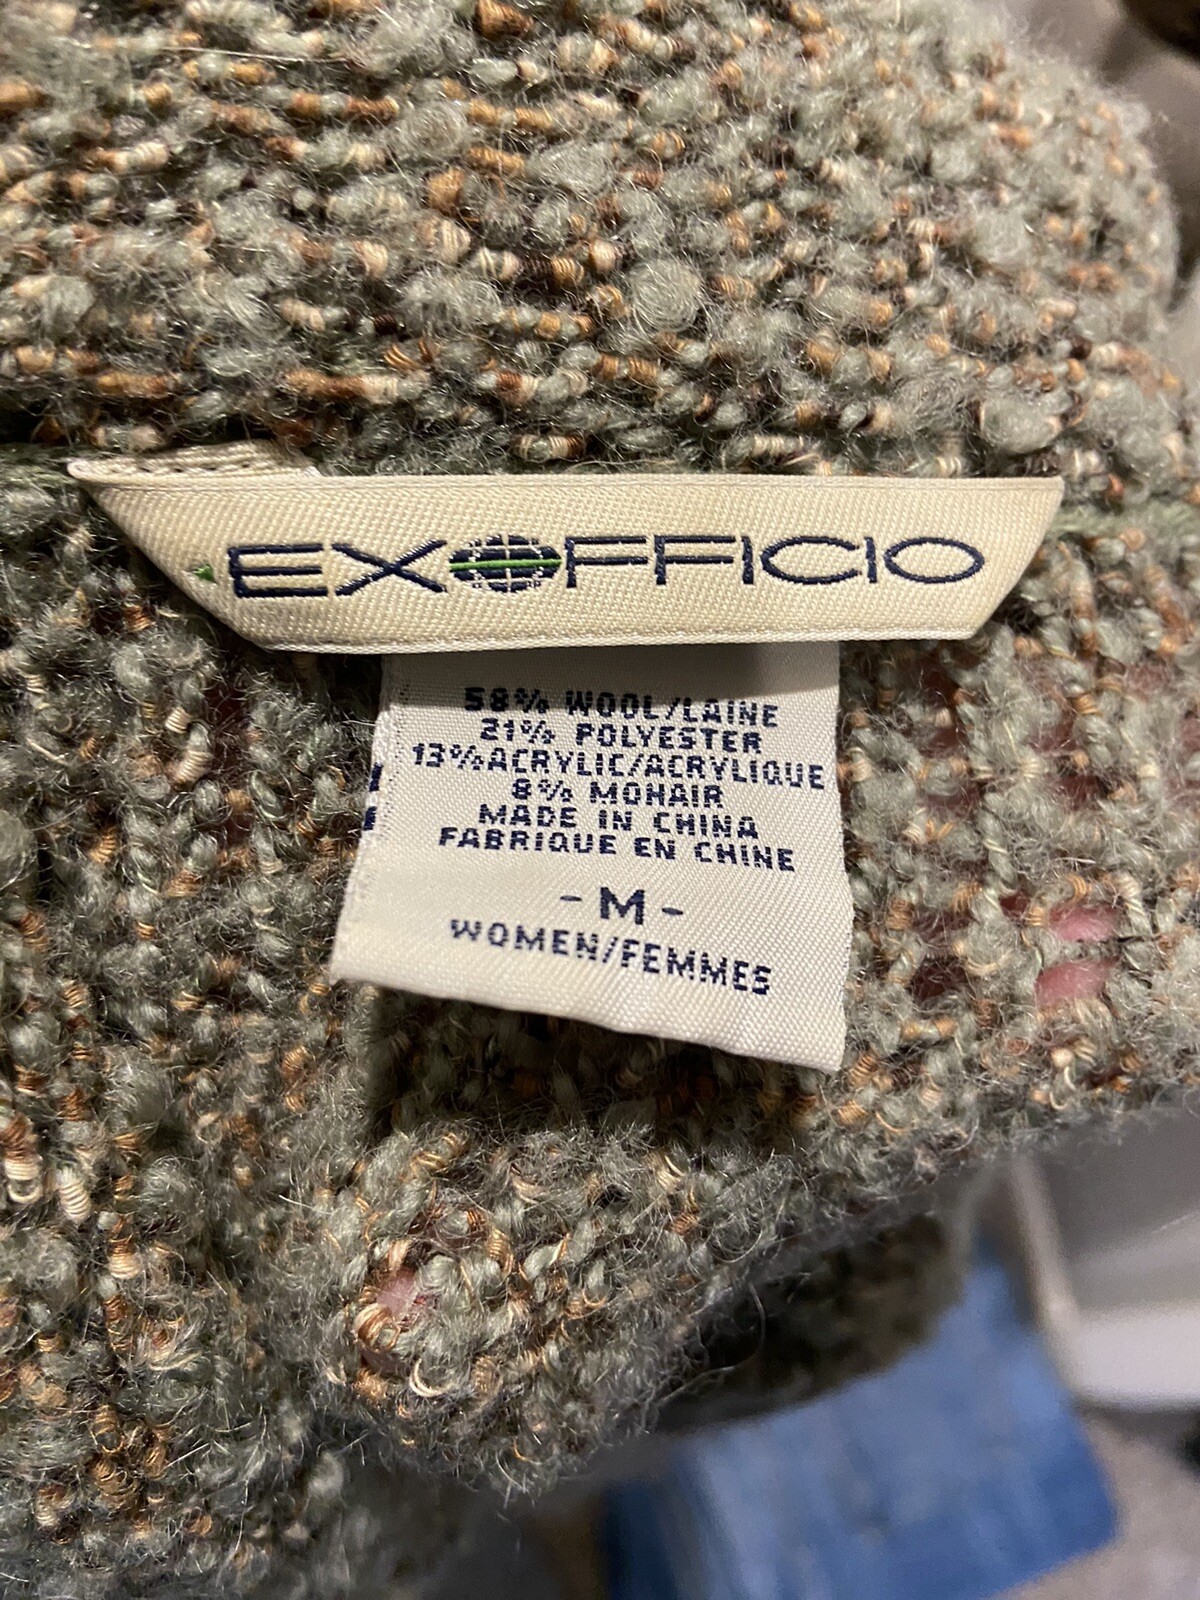 EXOFFICIO
58% WOOL/LAINE
21% POLYESTER
13%ACRYLIC/ACRYLIQUE
8% MOHAIR
MADE IN CHINA
FABRIQUE EN CHINE
- M -
WOMEN/FEMMES